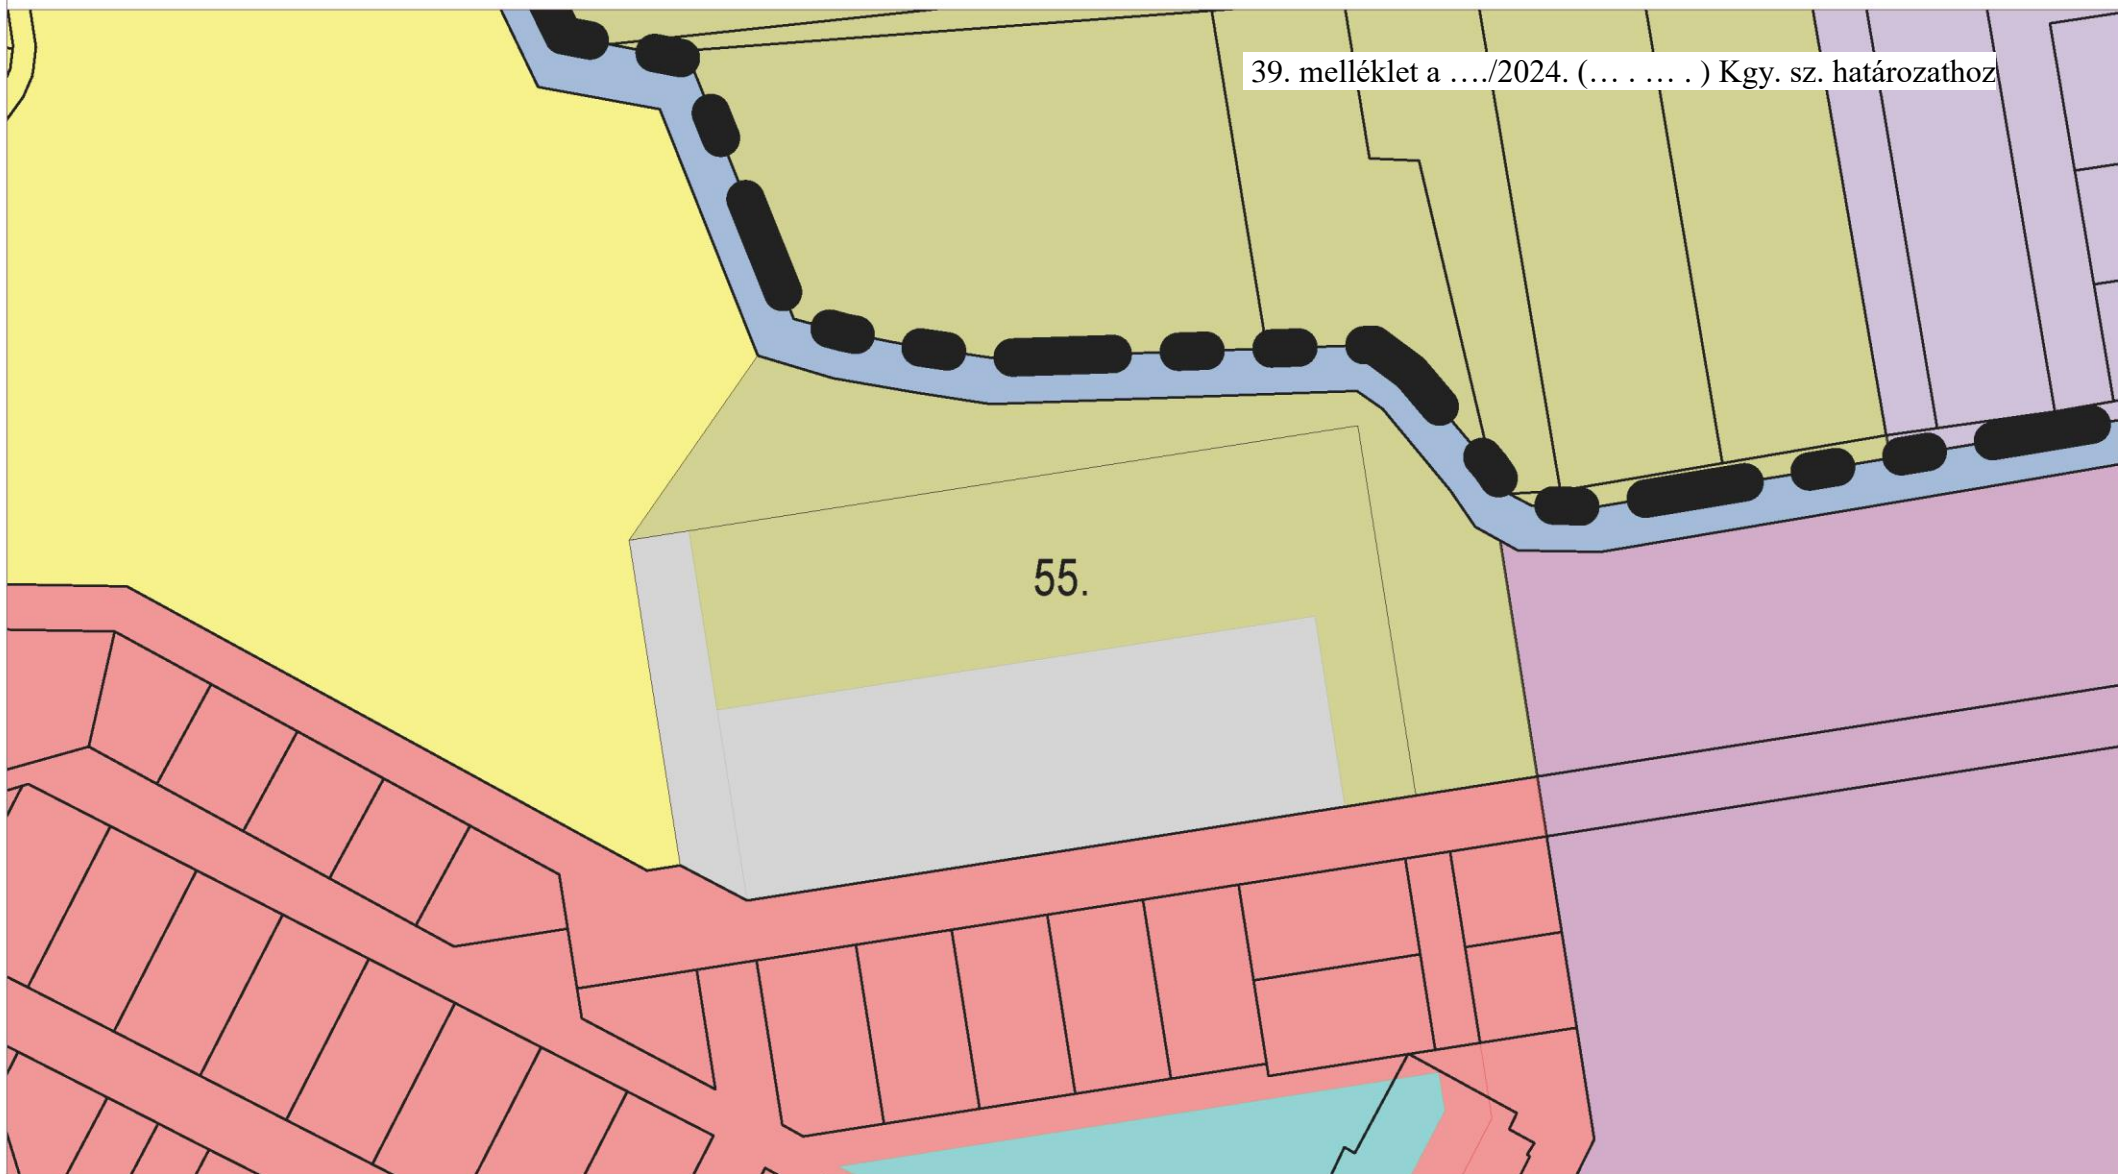 39. melléklet a …./2024. (… . … . ) Kgy. sz. határozathoz
55.